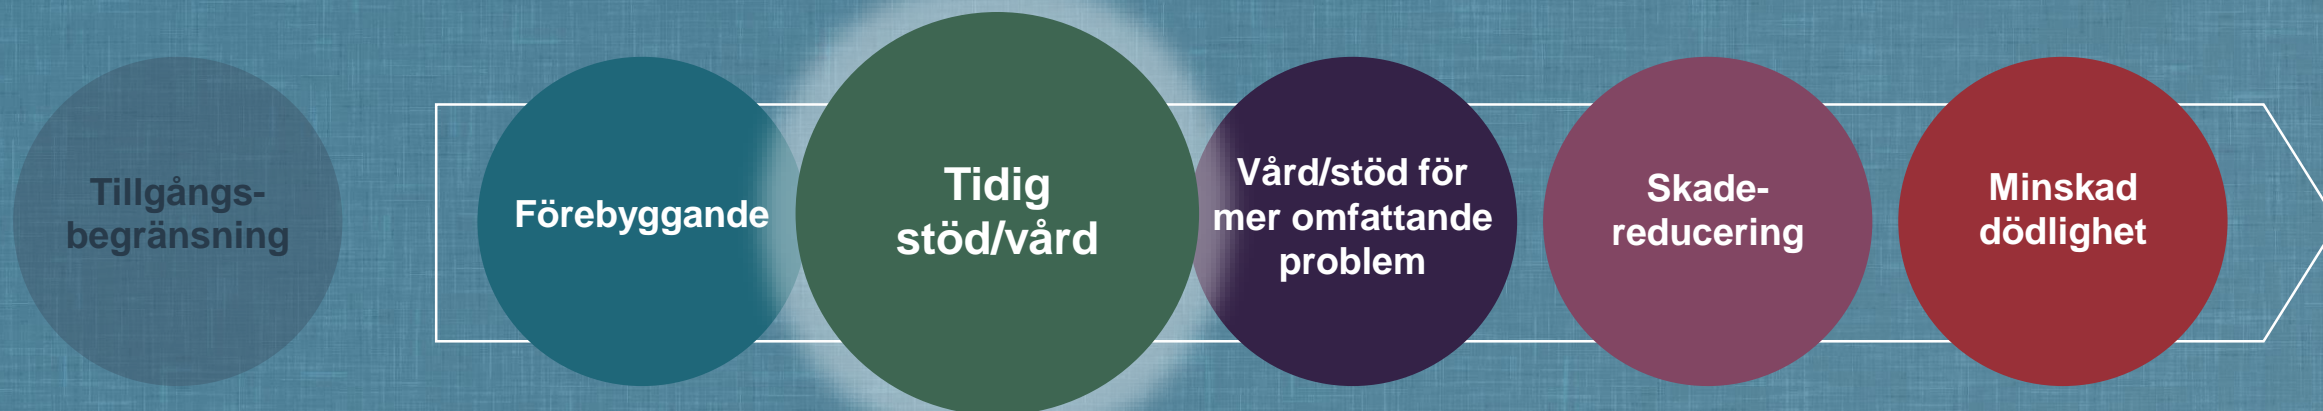 Tillgångs-
begränsning
Förebyggande
Tidig
stöd/vård
Vård/stöd för
mer omfattande
problem
Skade-
reducering
Minskad
dödlighet